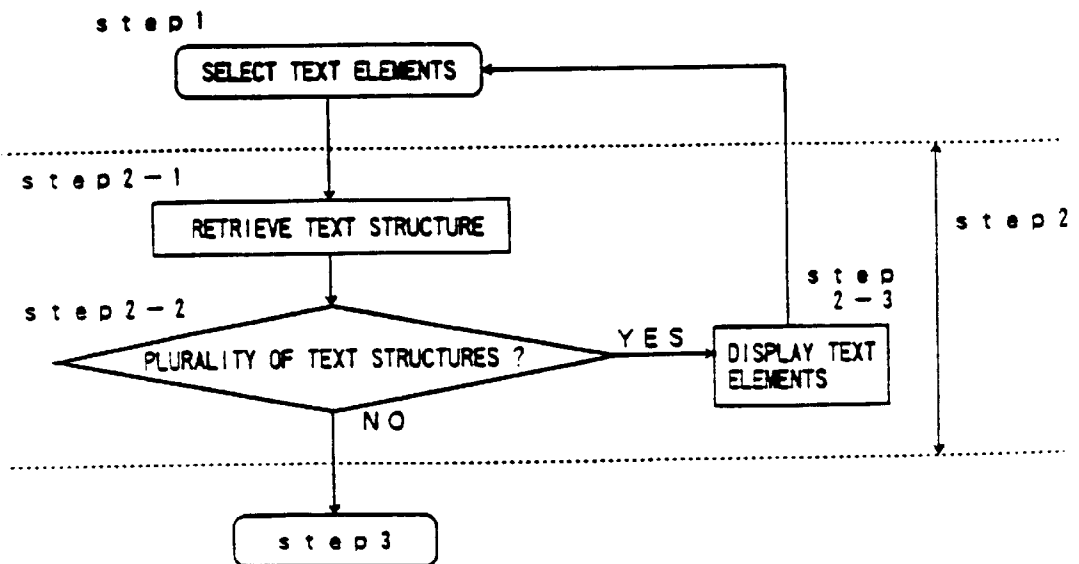 step1
SELECT TEXT ELEMENTS
step2-1
RETRIEVE TEXT STRUCTURE
step2
step
2-3
step2-2
PLURALITY OF TEXT STRUCTURES ?
YES
DISPLAY TEXT
ELEMENTS
NO
step3